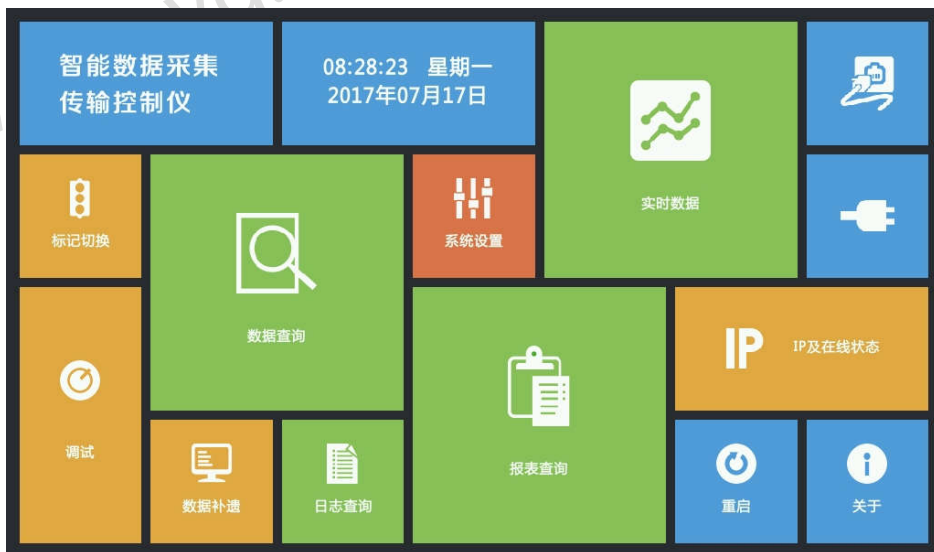 智能数据采集
传输控制仪
08:28:23 星期一
2017年07月17日
实时数据
标记切换
系统设置
数据查询
IP
IP及在线状态
调试
报表查询
数据补遗
日志查询
重启
关于